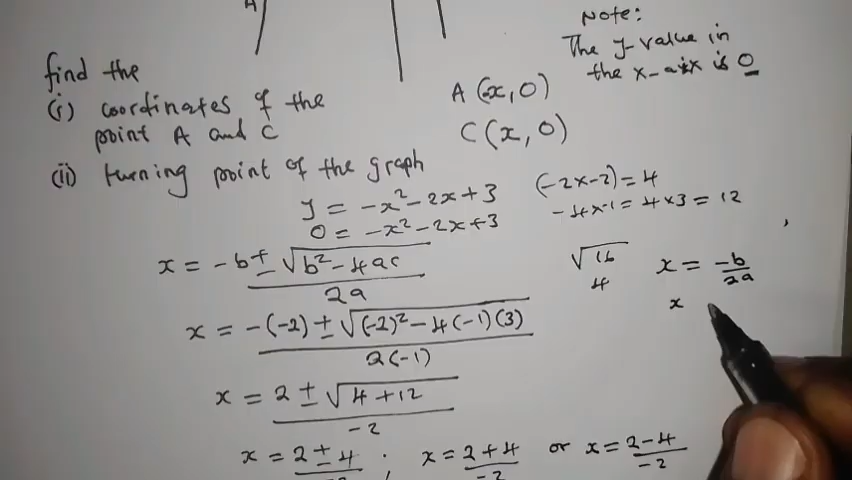 A
Note:
The y-value in
the x-axix is 0
find the
(i) coordinates of the
point A and C
A (-x, 0)
C (x, 0)
(ii) turning point of the graph
y = -x² - 2x + 3
0 = -x² - 2x + 3
(-2x-2) = 4
-4x-1 = 4x3 = 12
x = -b ± √b² - 4ac
2a
√16
4
x = -b
2a
x
x = -(-2) ± √(-2)² - 4(-1)(3)
2(-1)
x = 2 ± √4 + 12
-2
x = 2 ± 4 ; x = 2 + 4 or x = 2 - 4
-2 -2